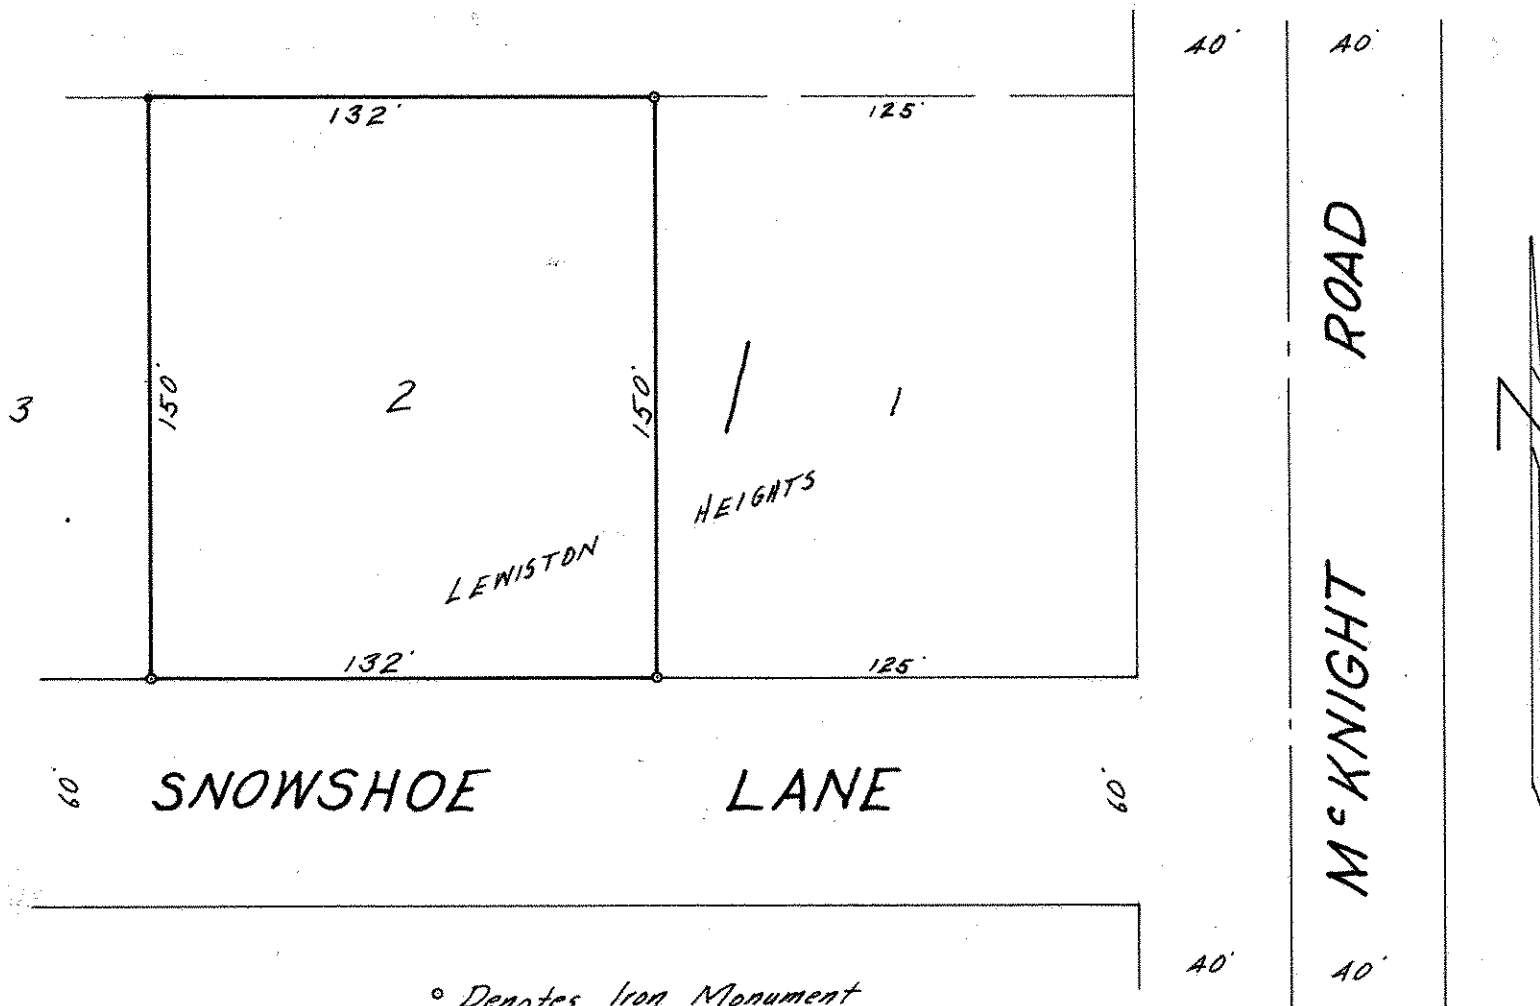 40' 40'
132' 125'
3 150' 2 150' 1 1
LEWISTON HEIGHTS
132' 125'
60' SNOWSHOE LANE 60'
McKNIGHT ROAD
40' 40'
Denotes Iron Monument